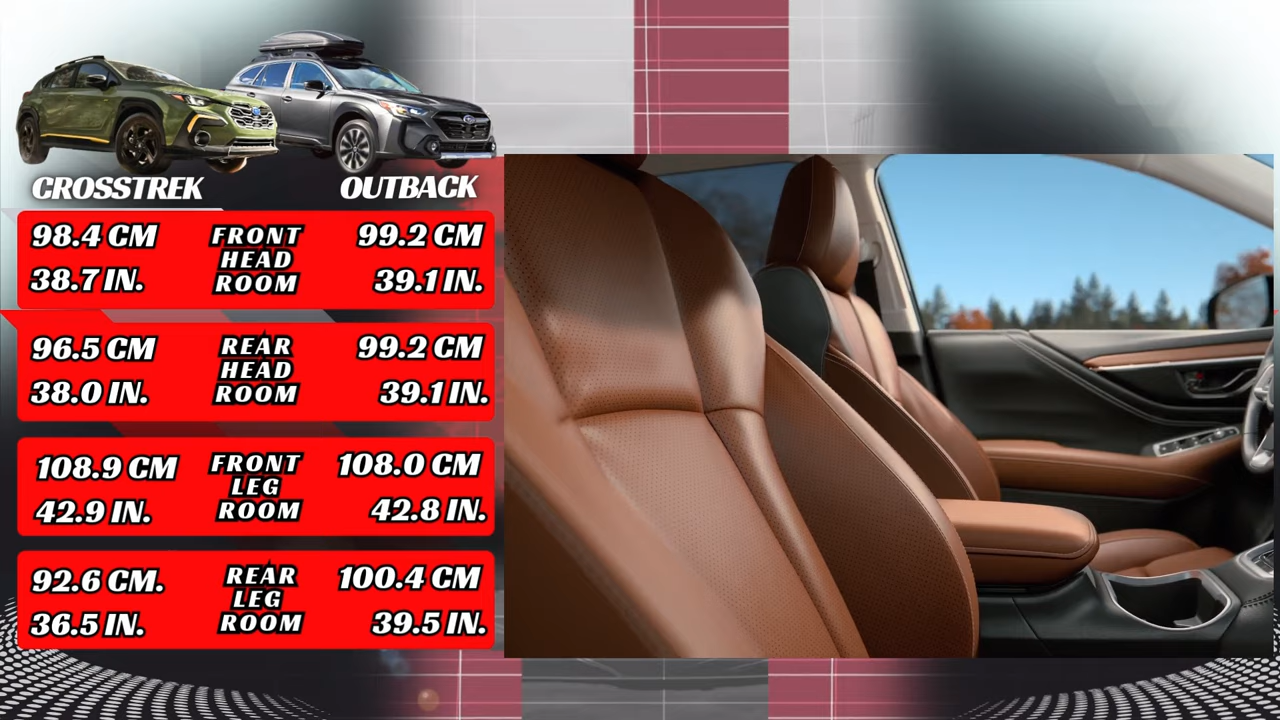 CROSSTREK OUTBACK
98.4 CM FRONT HEAD ROOM 99.2 CM
38.7 IN. 39.1 IN.
96.5 CM REAR HEAD ROOM 99.2 CM
38.0 IN. 39.1 IN.
108.9 CM FRONT LEG ROOM 108.0 CM
42.9 IN. 42.8 IN.
92.6 CM. REAR LEG ROOM 100.4 CM
36.5 IN. 39.5 IN.